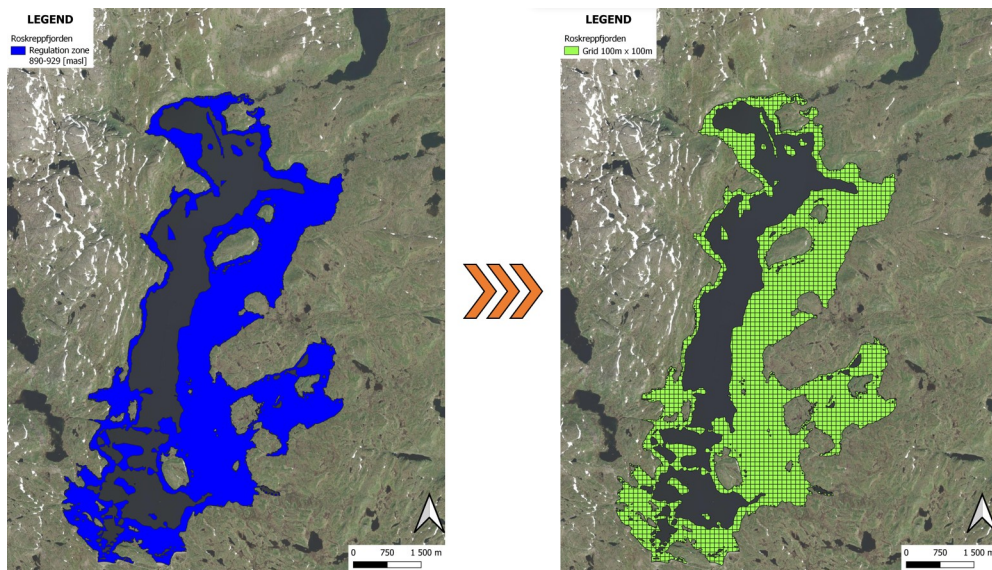 LEGEND
Roskreppfjorden
Regulation zone
890-929 [masl]
0 750 1 500 m
LEGEND
Roskreppfjorden
Grid 100m x 100m
0 750 1 500 m